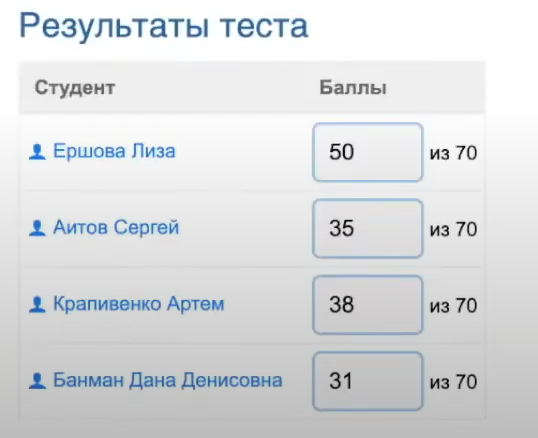 Результаты теста
Студент Баллы
Ершова Лиза 50 из 70
Аитов Сергей 35 из 70
Крапивенко Артем 38 из 70
Банман Дана Денисовна 31 из 70